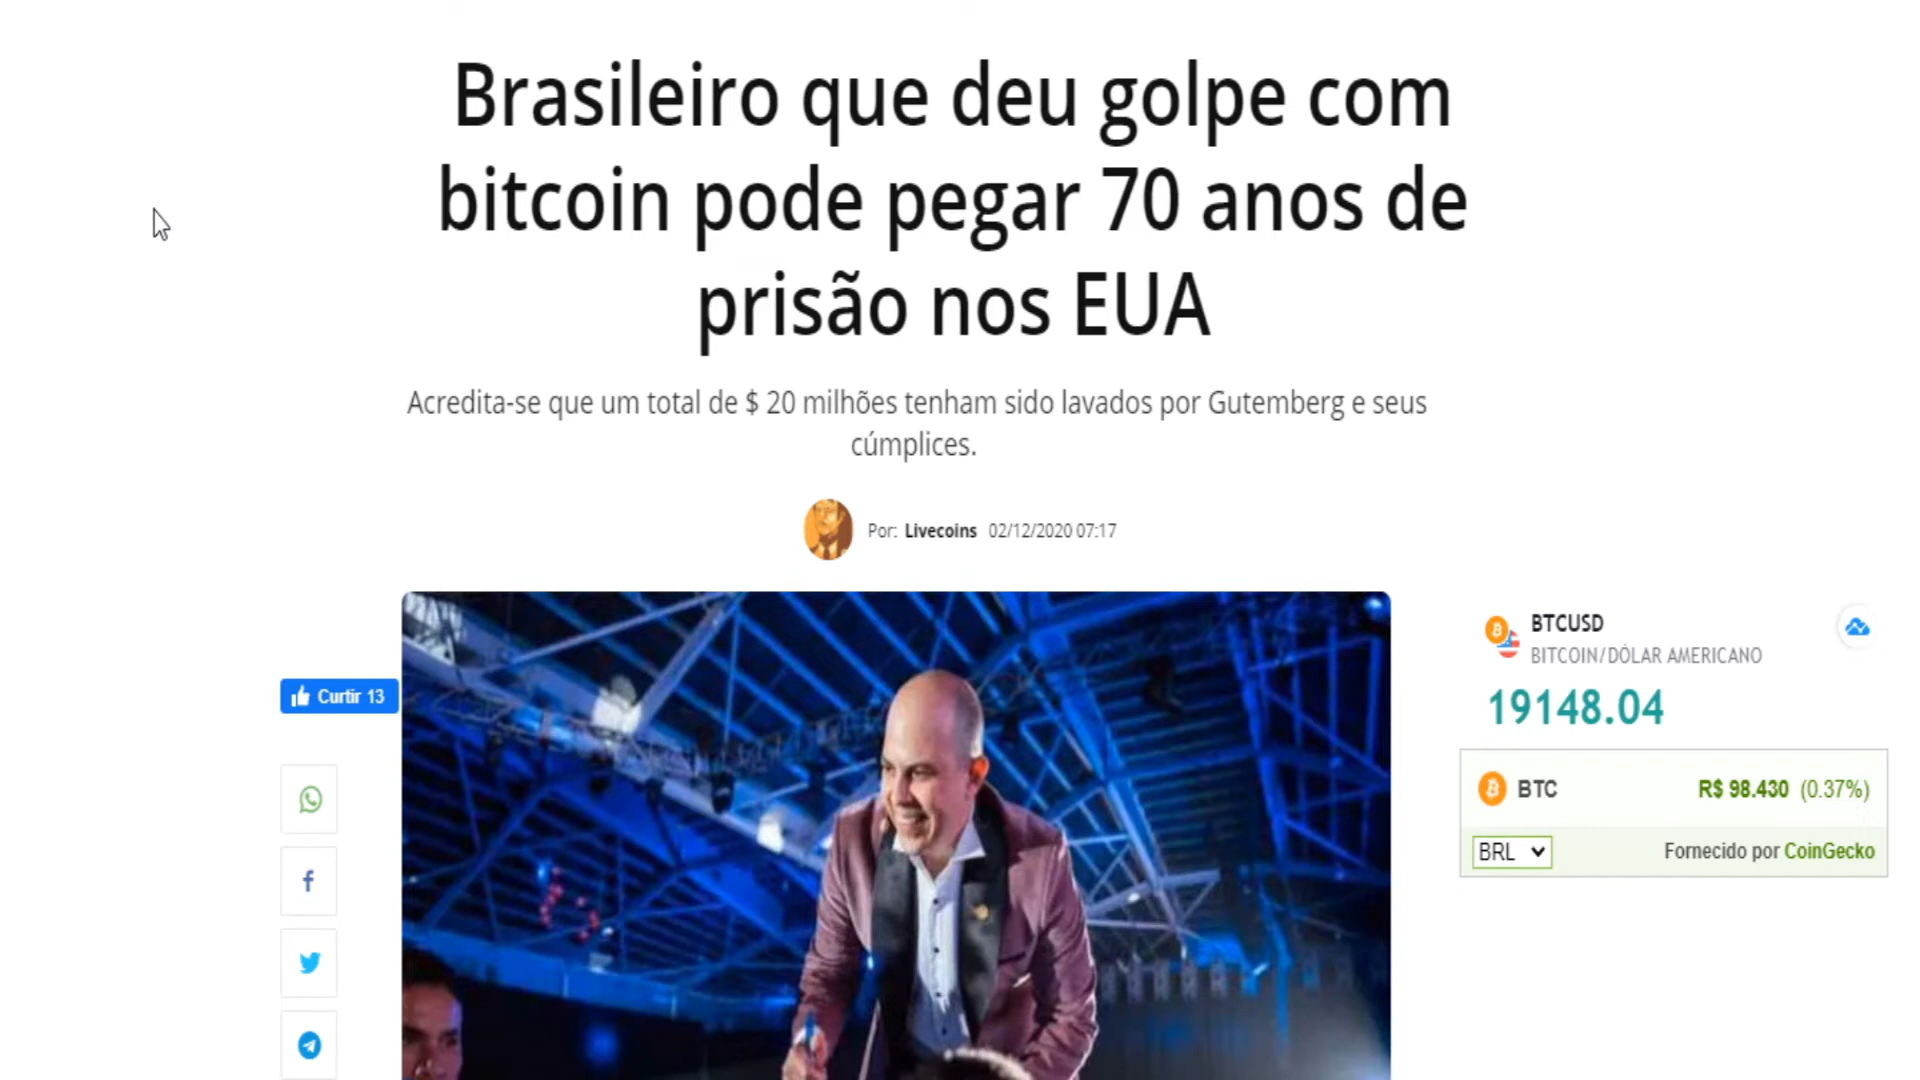 Brasileiro que deu golpe com
bitcoin pode pegar 70 anos de
prisão nos EUA
Acredita-se que um total de $ 20 milhões tenham sido lavados por Gutemberg e seus
cúmplices.
Por: Livecoins 02/12/2020 07:17
Curtir 13
BTCUSD
BITCOIN/DÓLAR AMERICANO
19148.04
BTC R$ 98.430 (0.37%)
BRL Fornecido por CoinGecko